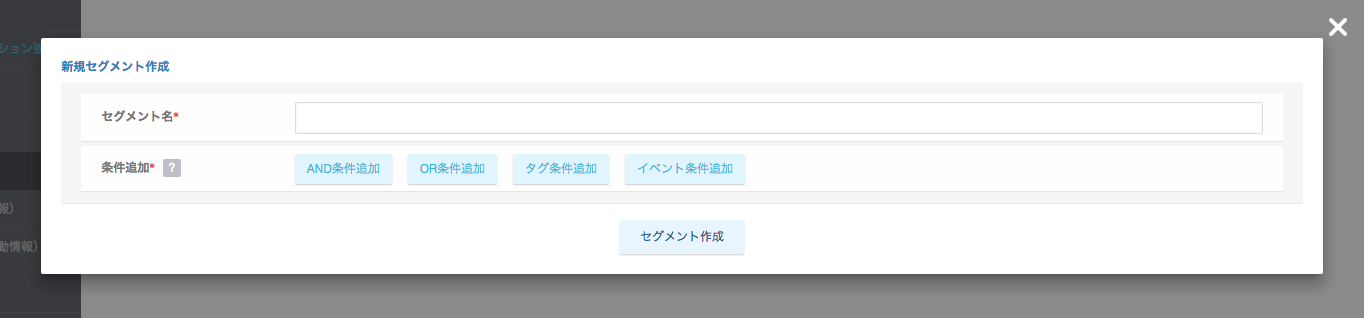 ション強
新規セグメント作成
セグメント名*
条件追加* ?
AND条件追加 OR条件追加 タグ条件追加 イベント条件追加
報）
動情報）
セグメント作成